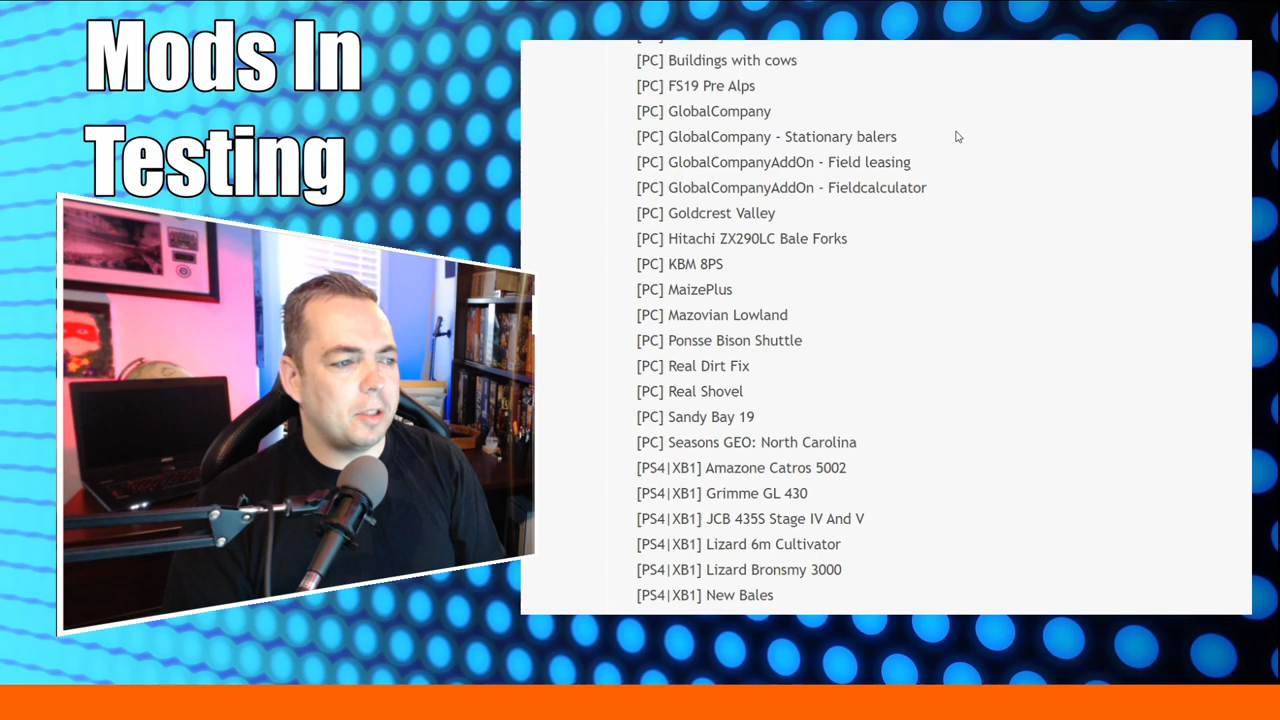 Mods In
Testing
[PC] Buildings with cows
[PC] FS19 Pre Alps
[PC] GlobalCompany
[PC] GlobalCompany - Stationary balers
[PC] GlobalCompanyAddOn - Field leasing
[PC] GlobalCompanyAddOn - Fieldcalculator
[PC] Goldcrest Valley
[PC] Hitachi ZX290LC Bale Forks
[PC] KBM 8PS
[PC] MaizePlus
[PC] Mazovian Lowland
[PC] Ponsse Bison Shuttle
[PC] Real Dirt Fix
[PC] Real Shovel
[PC] Sandy Bay 19
[PC] Seasons GEO: North Carolina
[PS4|XB1] Amazone Catros 5002
[PS4|XB1] Grimme GL 430
[PS4|XB1] JCB 435S Stage IV And V
[PS4|XB1] Lizard 6m Cultivator
[PS4|XB1] Lizard Bronsmy 3000
[PS4|XB1] New Bales